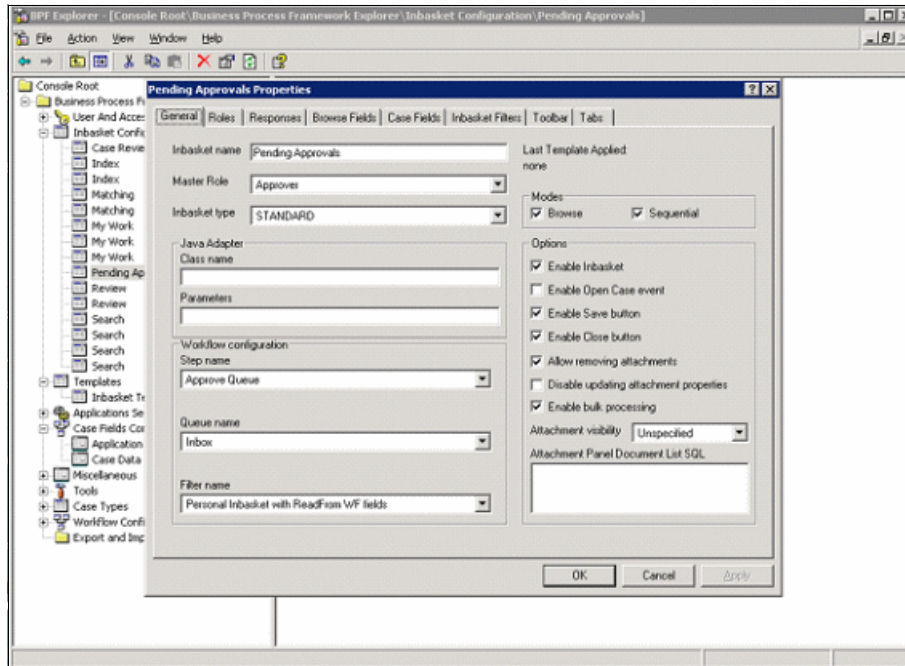 BPF Explorer - [Console Root\Business Process Framework Explorer\Inbasket Configuration\Pending Approvals]
File Action View Window Help
Console Root
Business Process Fr
User And Acce
Inbasket Config
Case Revie
Index
Index
Matching
Matching
My Work
My Work
My Work
Pending Ap
Review
Review
Search
Search
Search
Search
Templates
Inbasket Te
Applications Se
Case Fields Cor
Application
Case Data
Miscellaneous
Tools
Case Types
Workflow Confi
Export and Imp
Pending Approvals Properties
General Roles Responses Browse Fields Case Fields Inbasket Filters Toolbar Tabs
Inbasket name Pending Approvals
Master Role Approver
Inbasket type STANDARD
Java Adapter
Class name
Parameters
Workflow configuration
Step name
Approve Queue
Queue name
Inbox
Filter name
Personal Inbasket with ReadFrom WF fields
Last Template Applied:
none
Modes
Browse Sequential
Options
Enable Inbasket
Enable Open Case event
Enable Save button
Enable Close button
Allow removing attachments
Disable updating attachment properties
Enable bulk processing
Attachment visibility Unspecified
Attachment Panel Document List SQL
OK Cancel Apply